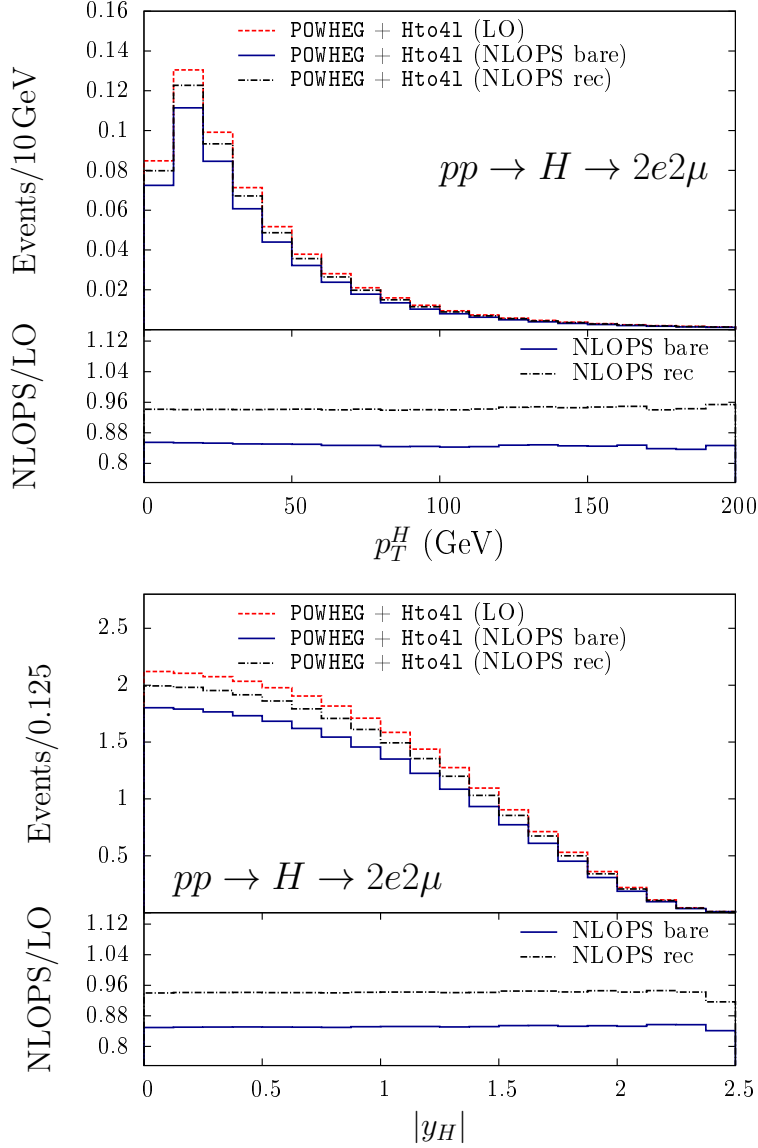 0.16
0.14
0.12
0.1
0.08
0.06
0.04
0.02
Events/10 GeV
POWHEG + Hto4l (LO)
POWHEG + Hto4l (NLOPS bare)
POWHEG + Hto4l (NLOPS rec)
pp → H → 2e2μ
1.12
1.04
0.96
0.88
0.8
NLOPS/LO
NLOPS bare
NLOPS rec
0 50 100 150 200
p_T^H (GeV)
2.5
2
1.5
1
0.5
Events/0.125
POWHEG + Hto4l (LO)
POWHEG + Hto4l (NLOPS bare)
POWHEG + Hto4l (NLOPS rec)
pp → H → 2e2μ
1.12
1.04
0.96
0.88
0.8
NLOPS/LO
NLOPS bare
NLOPS rec
0 0.5 1 1.5 2 2.5
|y_H|